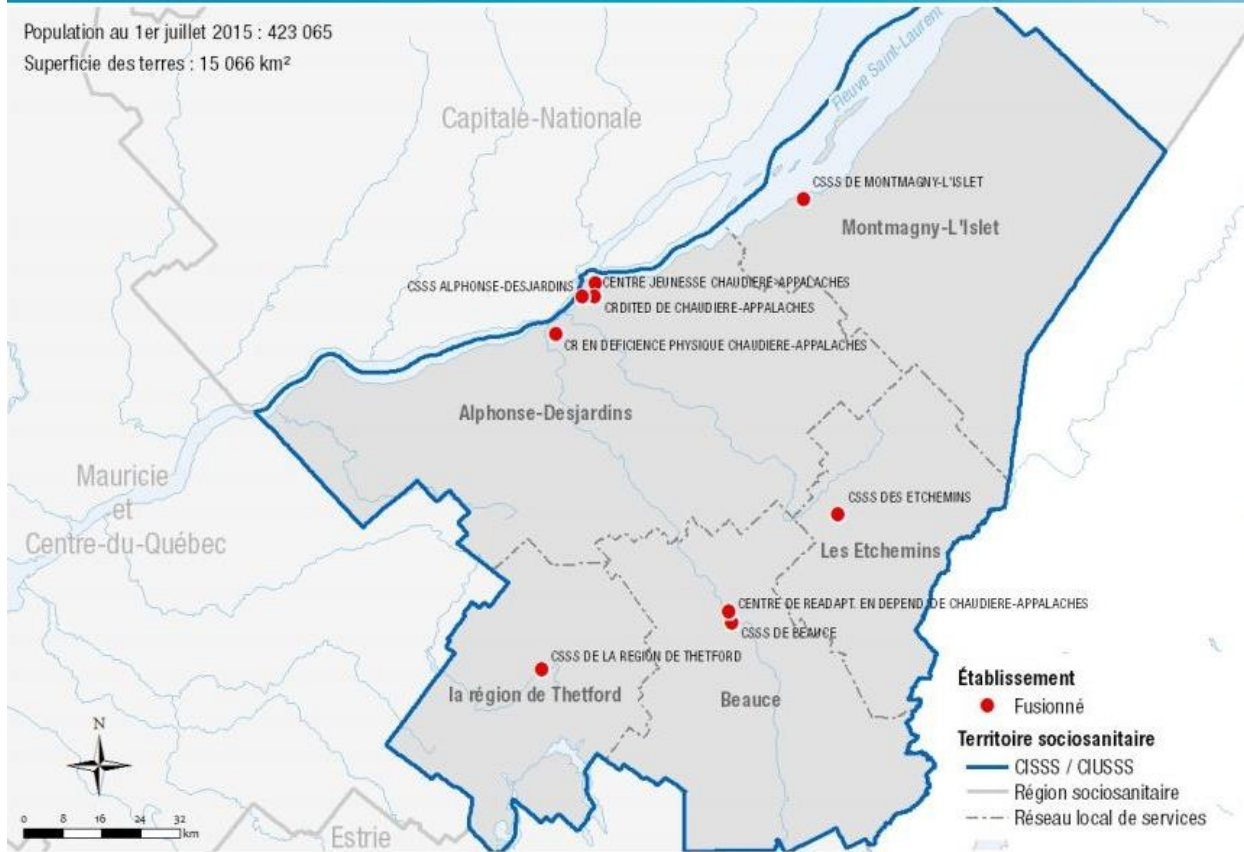 Population au 1er juillet 2015 : 423 065
Superficie des terres : 15 066 km²
Fleuve Saint-Laurent
Capitale-Nationale
CSSS DE MONTMAGNY-L'ISLET
Montmagny-L'Islet
CENTRE JEUNESSE CHAUDIERE-APPALACHES
CSSS ALPHONSE-DESJARDINS
CRDITED DE CHAUDIERE-APPALACHES
CR EN DEFICIENCE PHYSIQUE CHAUDIERE-APPALACHES
Alphonse-Desjardins
Mauricie
et
Centre-du-Québec
CSSS DES ETCHEMINS
Les Etchemins
CENTRE DE READAPT. EN DEPEND. DE CHAUDIERE-APPALACHES
CSSS DE BEAUCE
CSSS DE LA REGION DE THETFORD
la région de Thetford
Beauce
Établissement
Fusionné
Territoire sociosanitaire
CISSS / CIUSSS
Région sociosanitaire
Réseau local de services
N
0 8 16 24 32
km
Estrie